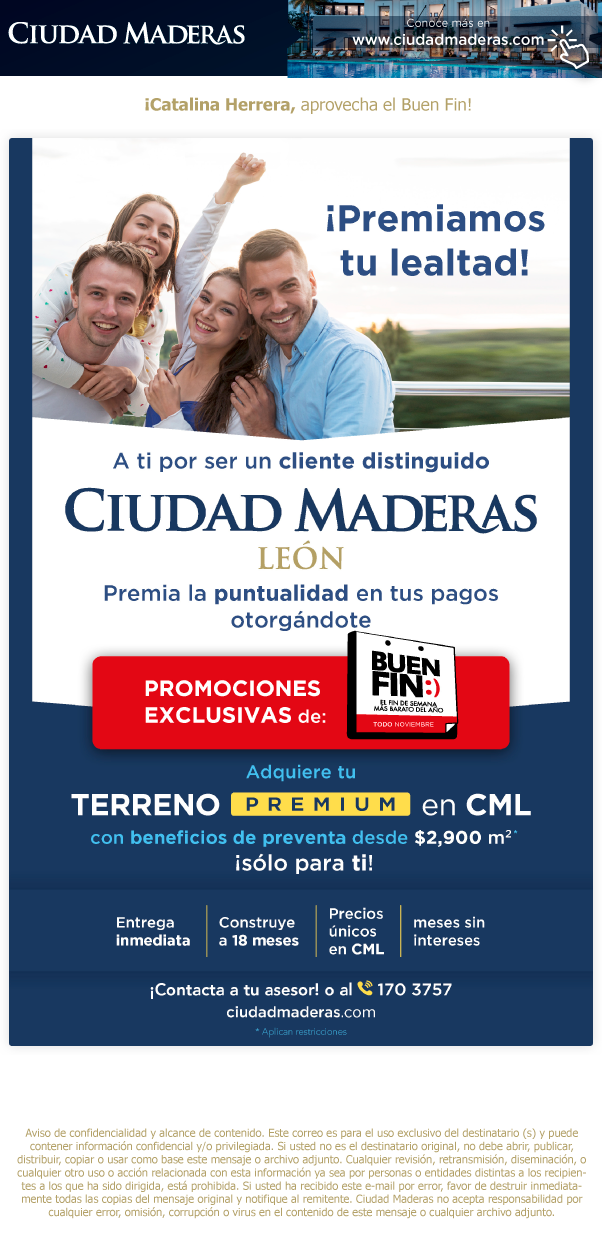 CIUDAD MADERAS
Conoce más en
www.ciudadmaderas.com
¡Catalina Herrera, aprovecha el Buen Fin!
¡Premiamos
tu lealtad!
A ti por ser un cliente distinguido
CIUDAD MADERAS
LEÓN
Premia la puntualidad en tus pagos
otorgándote
PROMOCIONES
EXCLUSIVAS de:
BUEN
FIN:)
EL FIN DE SEMANA
MÁS BARATO DEL AÑO
TODO NOVIEMBRE
Adquiere tu
TERRENO PREMIUM en CML
con beneficios de preventa desde $2,900 m²*
¡sólo para ti!
Entrega
inmediata
Construye
a 18 meses
Precios
únicos
en CML
meses sin
intereses
¡Contacta a tu asesor! o al 170 3757
ciudadmaderas.com
* Aplican restricciones
Aviso de confidencialidad y alcance de contenido. Este correo es para el uso exclusivo del destinatario (s) y puede
contener información confidencial y/o privilegiada. Si usted no es el destinatario original, no debe abrir, publicar,
distribuir, copiar o usar como base este mensaje o archivo adjunto. Cualquier revisión, retransmisión, diseminación, o
cualquier otro uso o acción relacionada con esta información ya sea por personas o entidades distintas a los recipien-
tes a los que ha sido dirigida, está prohibida. Si usted ha recibido este e-mail por error, favor de destruir inmediata-
mente todas las copias del mensaje original y notifique al remitente. Ciudad Maderas no acepta responsabilidad por
cualquier error, omisión, corrupción o virus en el contenido de este mensaje o cualquier archivo adjunto.